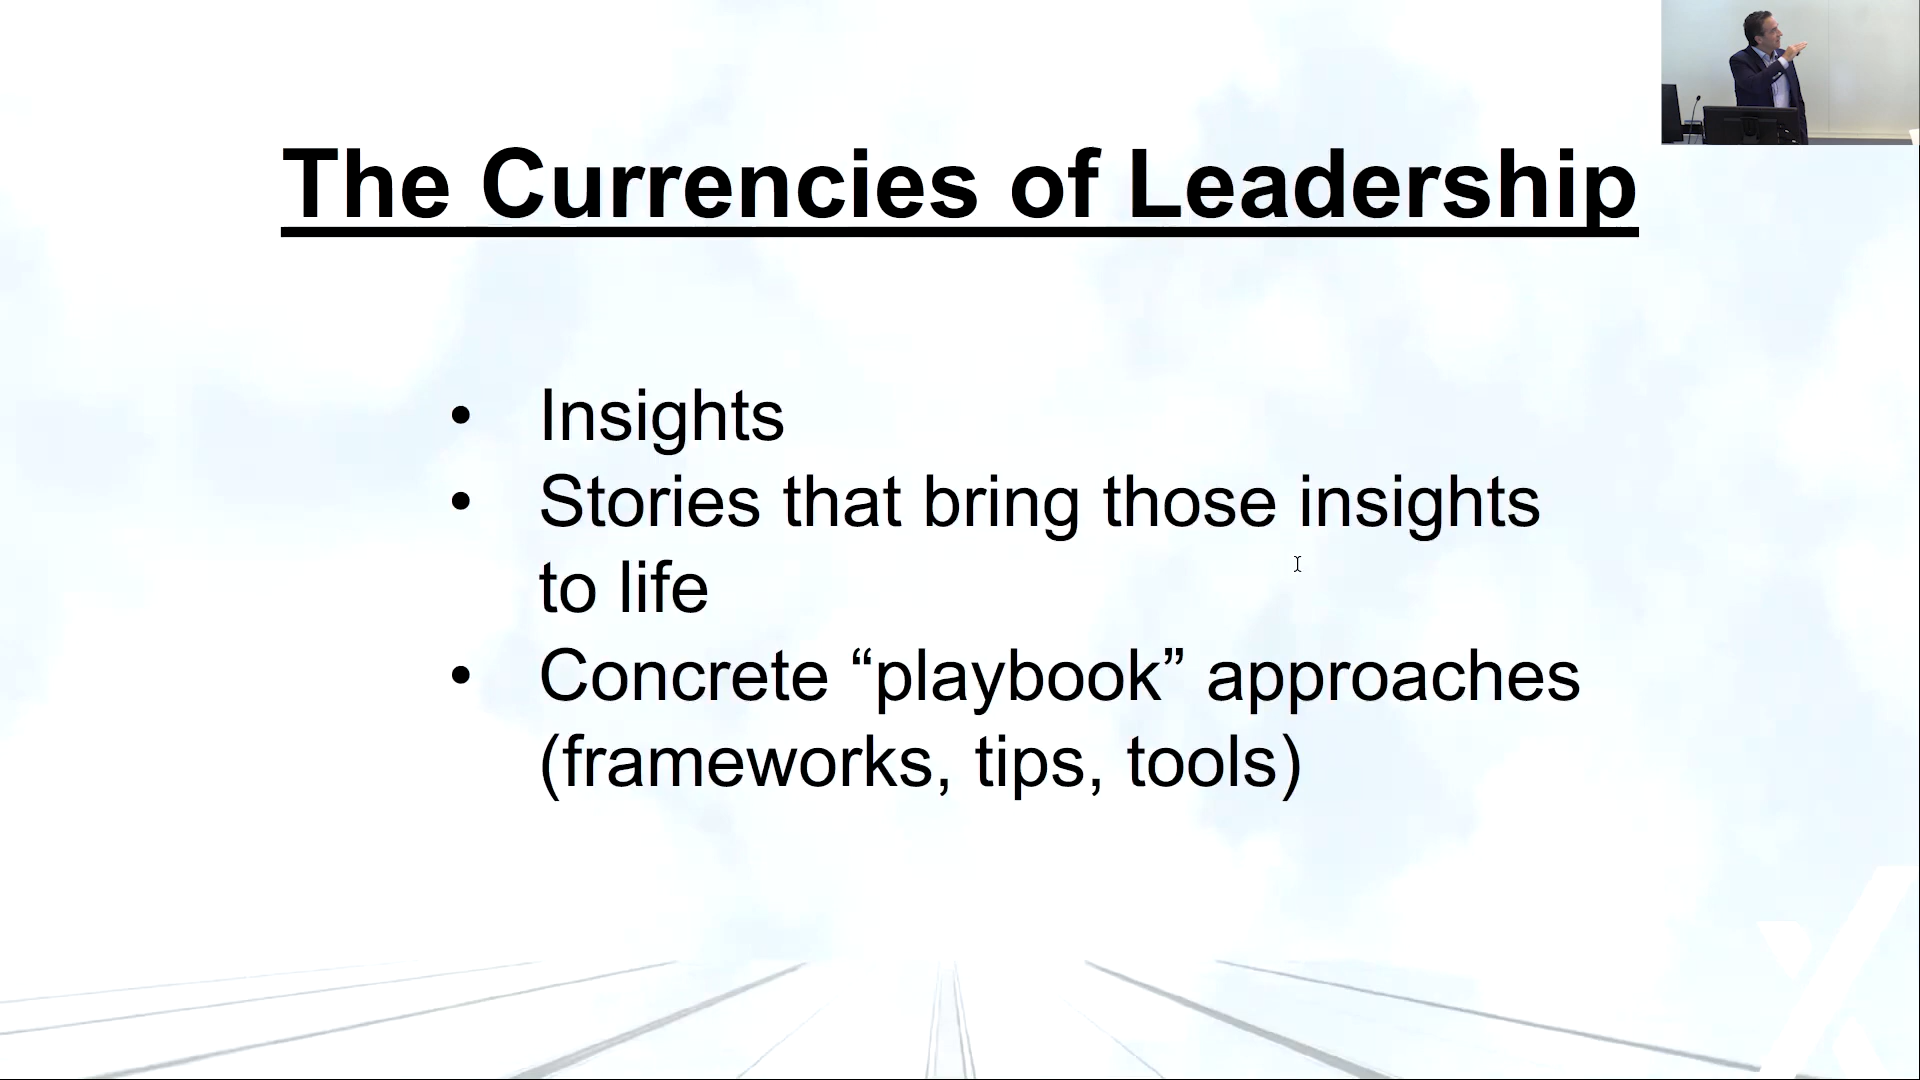 The Currencies of Leadership
• Insights
• Stories that bring those insights
to life
• Concrete “playbook” approaches
(frameworks, tips, tools)